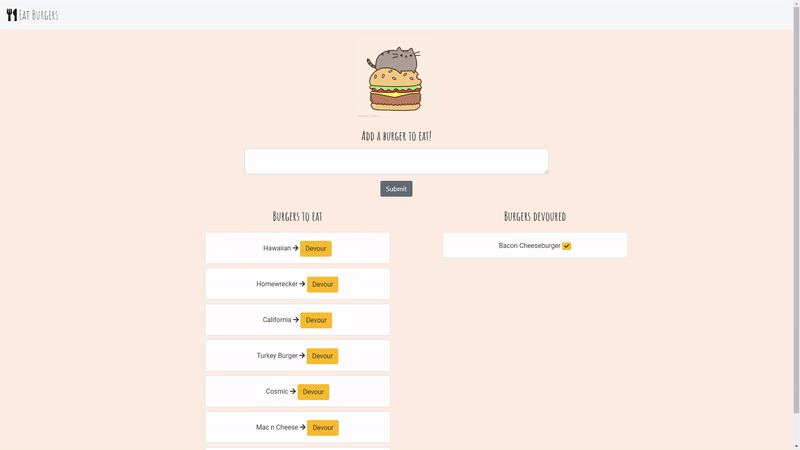 Eat Burgers
Add a burger to eat!
Submit
Burgers to eat
Hawaiian
Devour
Homewrecker
Devour
California
Devour
Turkey Burger
Devour
Cosmic
Devour
Mac n Cheese
Devour
Burgers devoured
Bacon Cheeseburger